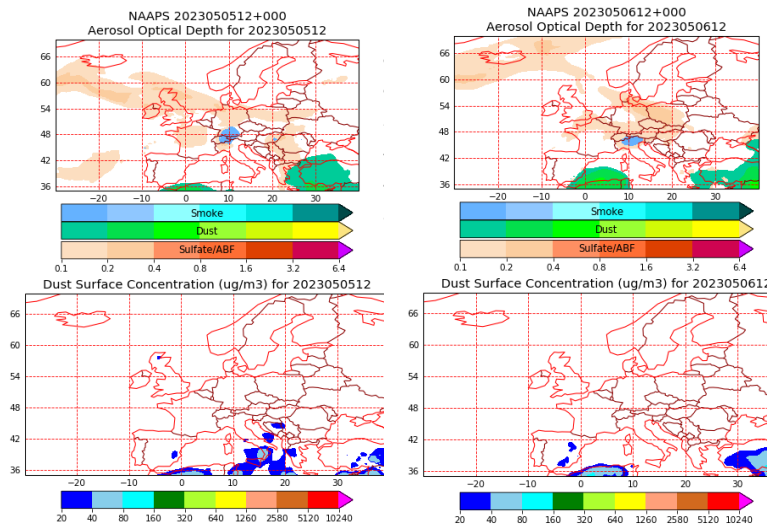 NAAPS 2023050512+000
Aerosol Optical Depth for 2023050512
66
60
54
48
42
36
−20 −10 0 10 20 30
Smoke
Dust
Sulfate/ABF
0.1 0.2 0.4 0.8 1.6 3.2 6.4
NAAPS 2023050612+000
Aerosol Optical Depth for 2023050612
66
60
54
48
42
36
−20 −10 0 10 20 30
Smoke
Dust
Sulfate/ABF
0.1 0.2 0.4 0.8 1.6 3.2 6.4
Dust Surface Concentration (ug/m3) for 2023050512
66
60
54
48
42
36
−20 −10 0 10 20 30
20 40 80 160 320 640 1260 2580 5120 10240
Dust Surface Concentration (ug/m3) for 2023050612
66
60
54
48
42
36
−20 −10 0 10 20 30
20 40 80 160 320 640 1260 2580 5120 10240